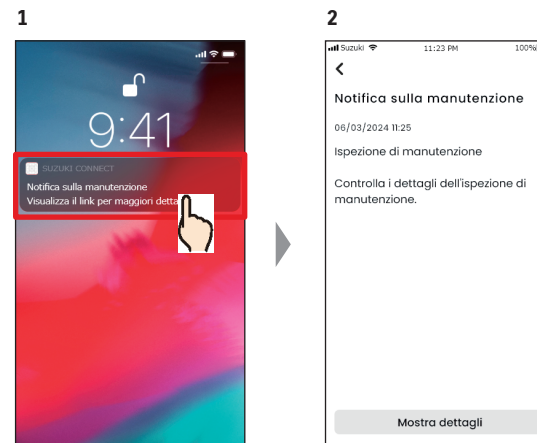 1
9:41
SUZUKI CONNECT
Notifica sulla manutenzione
Visualizza il link per maggiori detta
2
Suzuki 11:23 PM 100%
Notifica sulla manutenzione
06/03/2024 11:25
Ispezione di manutenzione
Controlla i dettagli dell'ispezione di
manutenzione.
Mostra dettagli